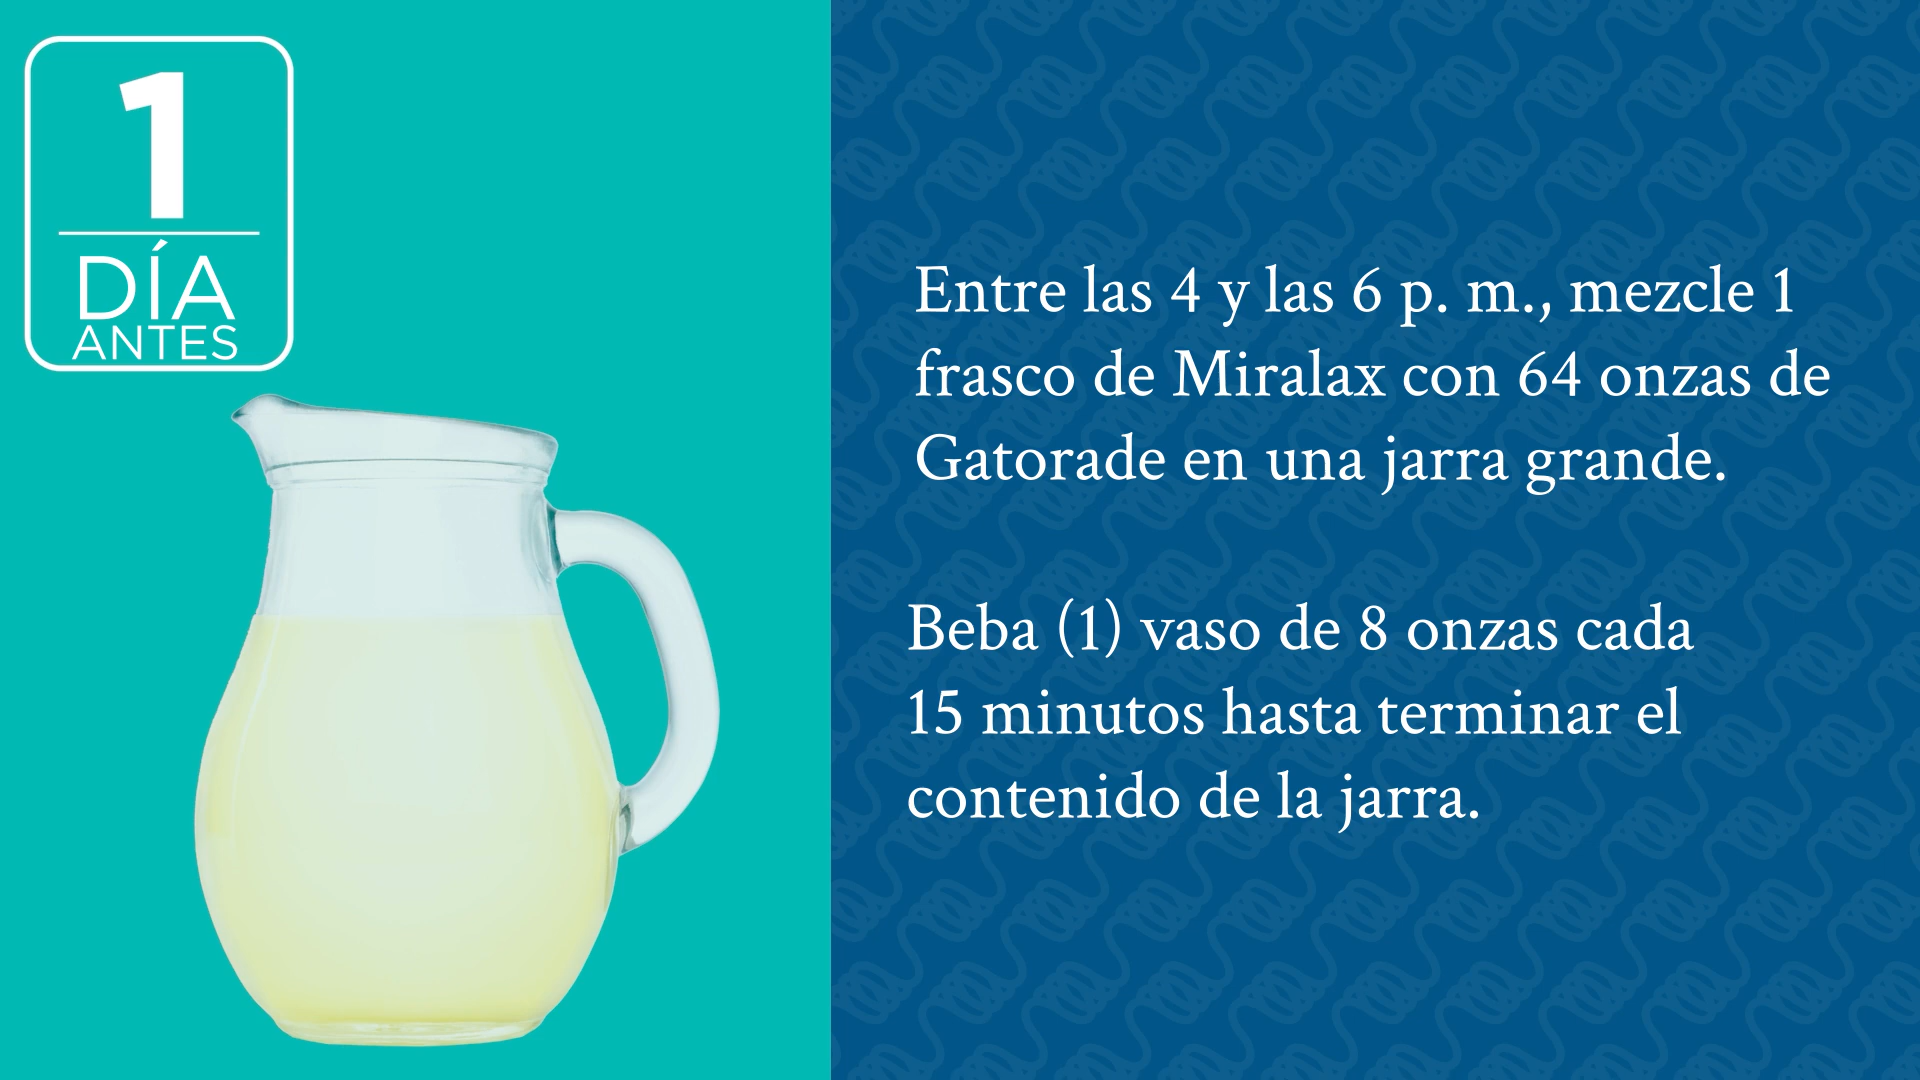 1
DÍA
ANTES
Entre las 4 y las 6 p. m., mezcle 1
frasco de Miralax con 64 onzas de
Gatorade en una jarra grande.
Beba (1) vaso de 8 onzas cada
15 minutos hasta terminar el
contenido de la jarra.